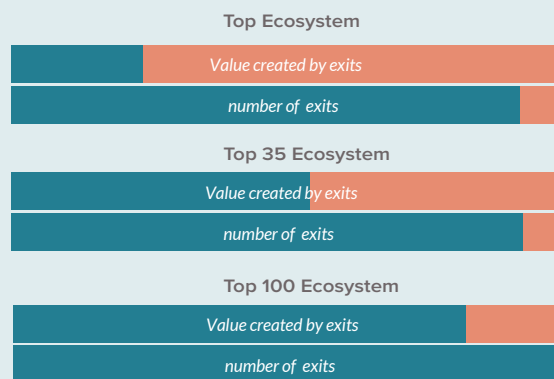 Top Ecosystem
Value created by exits
number of exits
Top 35 Ecosystem
Value created by exits
number of exits
Top 100 Ecosystem
Value created by exits
number of exits